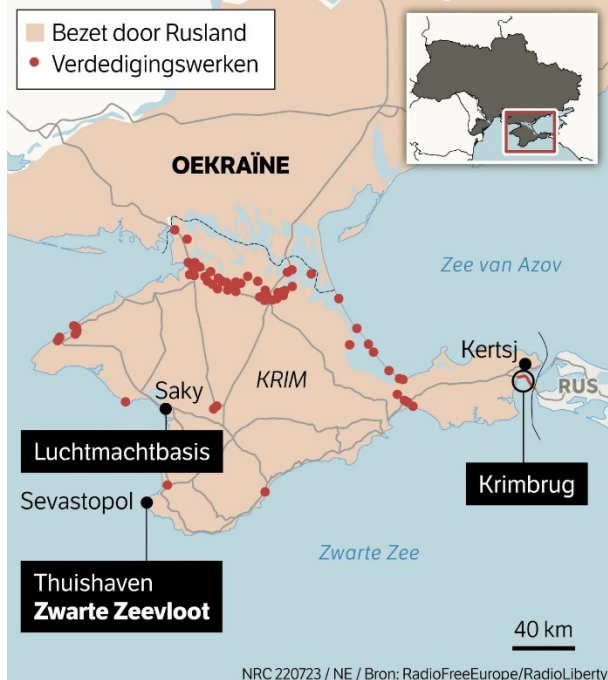 Bezet door Rusland
Verdedigingswerken
OEKRAÏNE
Zee van Azov
Kertsj
KRIM
RUS
Saky
Luchtmachtbasis
Krimbrug
Sevastopol
Zwarte Zee
Thuishaven
Zwarte Zeevloot
40 km
NRC 220723 / NE / Bron: RadioFreeEurope/RadioLiberty